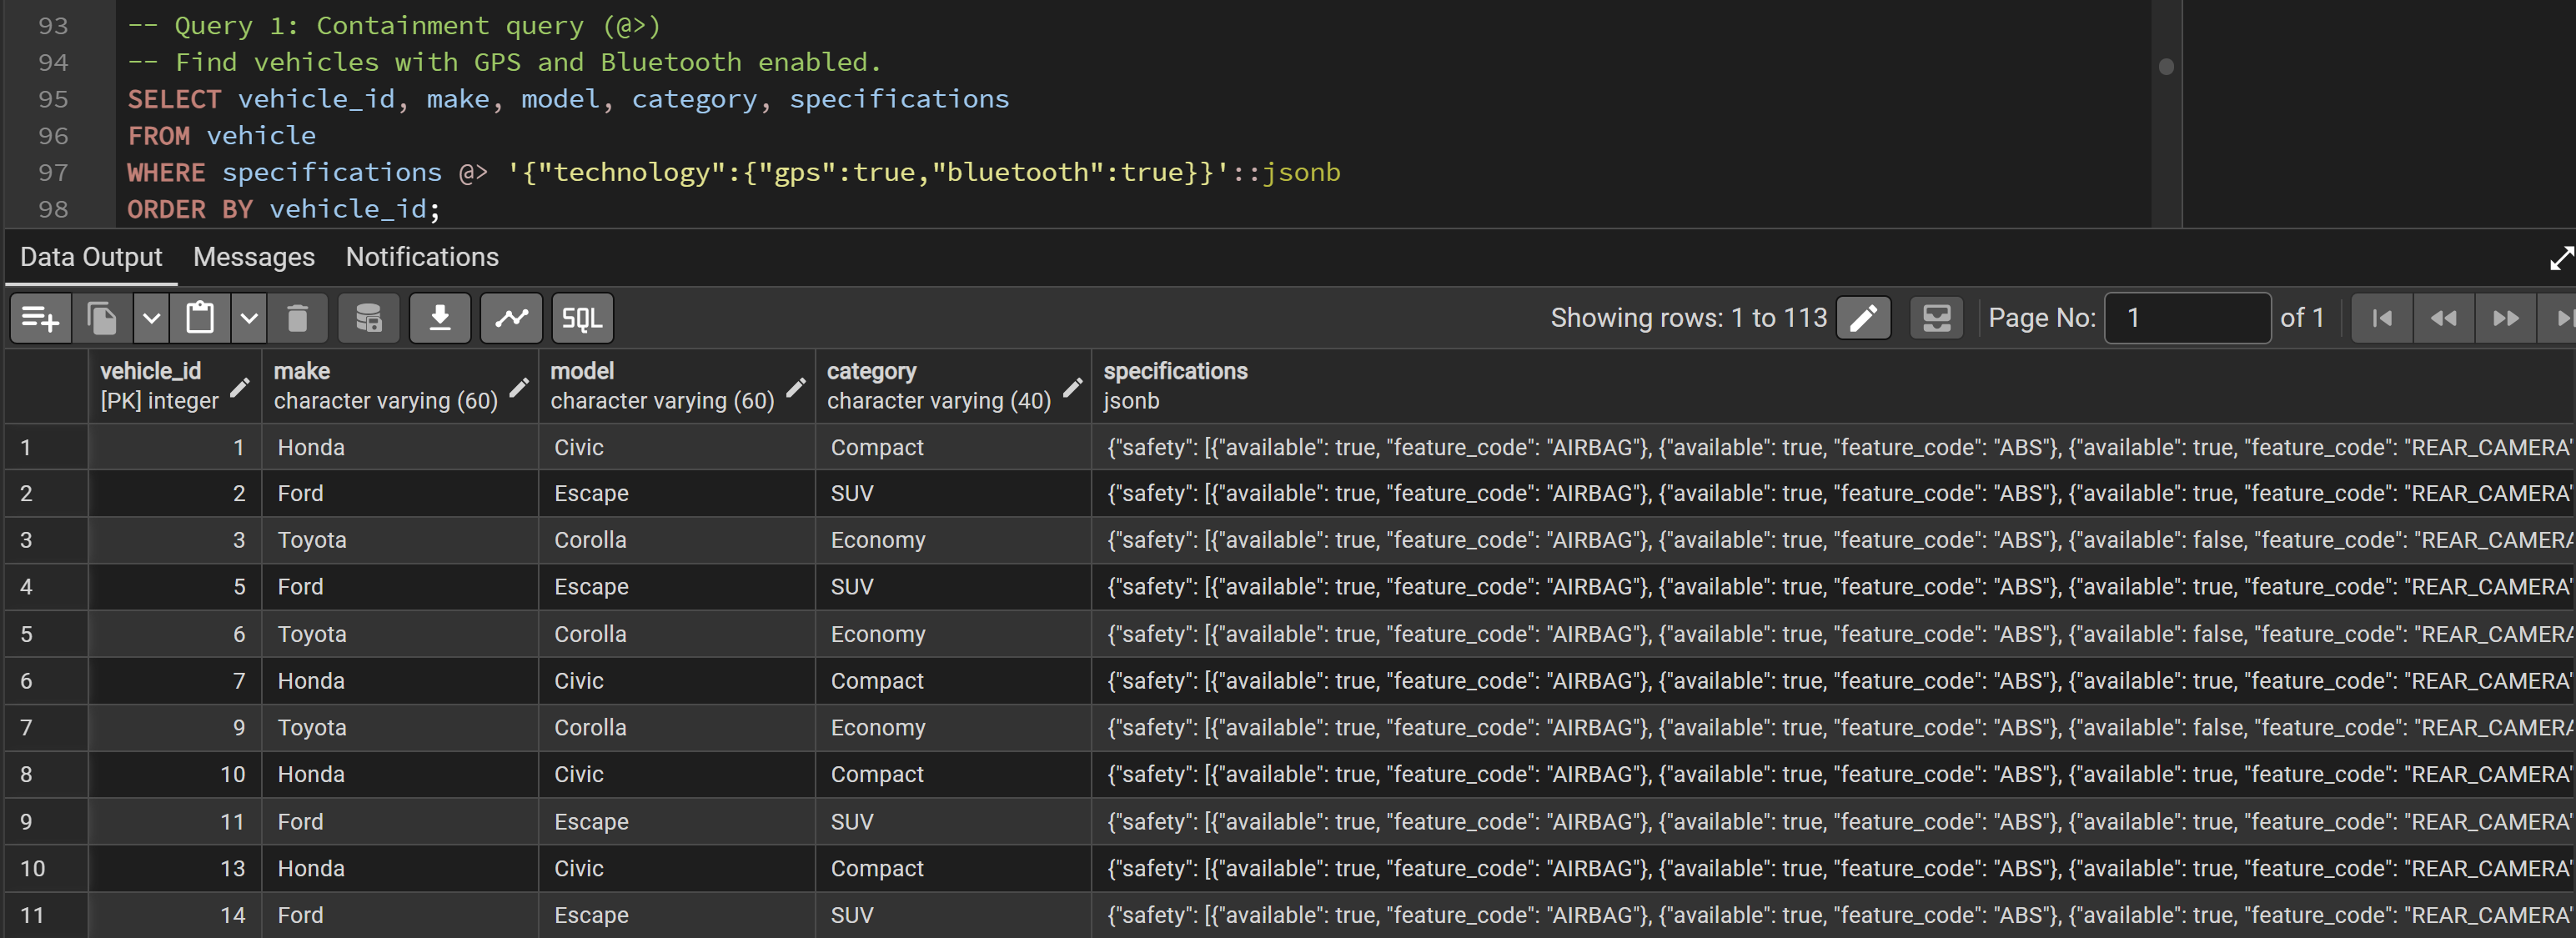 93 -- Query 1: Containment query (@>)
94 -- Find vehicles with GPS and Bluetooth enabled.
95 SELECT vehicle_id, make, model, category, specifications
96 FROM vehicle
97 WHERE specifications @> '{"technology":{"gps":true,"bluetooth":true}}'::jsonb
98 ORDER BY vehicle_id;
Data Output Messages Notifications
SQL Showing rows: 1 to 113 Page No: 1 of 1
vehicle_id make model category specifications
[PK] integer character varying (60) character varying (60) character varying (40) jsonb
1 1 Honda Civic Compact {"safety": [{"available": true, "feature_code": "AIRBAG"}, {"available": true, "feature_code": "ABS"}, {"available": true, "feature_code": "REAR_CAMERA"
2 2 Ford Escape SUV {"safety": [{"available": true, "feature_code": "AIRBAG"}, {"available": true, "feature_code": "ABS"}, {"available": true, "feature_code": "REAR_CAMERA"
3 3 Toyota Corolla Economy {"safety": [{"available": true, "feature_code": "AIRBAG"}, {"available": true, "feature_code": "ABS"}, {"available": false, "feature_code": "REAR_CAMERA
4 5 Ford Escape SUV {"safety": [{"available": true, "feature_code": "AIRBAG"}, {"available": true, "feature_code": "ABS"}, {"available": true, "feature_code": "REAR_CAMERA"
5 6 Toyota Corolla Economy {"safety": [{"available": true, "feature_code": "AIRBAG"}, {"available": true, "feature_code": "ABS"}, {"available": false, "feature_code": "REAR_CAMERA
6 7 Honda Civic Compact {"safety": [{"available": true, "feature_code": "AIRBAG"}, {"available": true, "feature_code": "ABS"}, {"available": true, "feature_code": "REAR_CAMERA"
7 9 Toyota Corolla Economy {"safety": [{"available": true, "feature_code": "AIRBAG"}, {"available": true, "feature_code": "ABS"}, {"available": false, "feature_code": "REAR_CAMERA
8 10 Honda Civic Compact {"safety": [{"available": true, "feature_code": "AIRBAG"}, {"available": true, "feature_code": "ABS"}, {"available": true, "feature_code": "REAR_CAMERA"
9 11 Ford Escape SUV {"safety": [{"available": true, "feature_code": "AIRBAG"}, {"available": true, "feature_code": "ABS"}, {"available": true, "feature_code": "REAR_CAMERA"
10 13 Honda Civic Compact {"safety": [{"available": true, "feature_code": "AIRBAG"}, {"available": true, "feature_code": "ABS"}, {"available": true, "feature_code": "REAR_CAMERA"
11 14 Ford Escape SUV {"safety": [{"available": true, "feature_code": "AIRBAG"}, {"available": true, "feature_code": "ABS"}, {"available": true, "feature_code": "REAR_CAMERA"